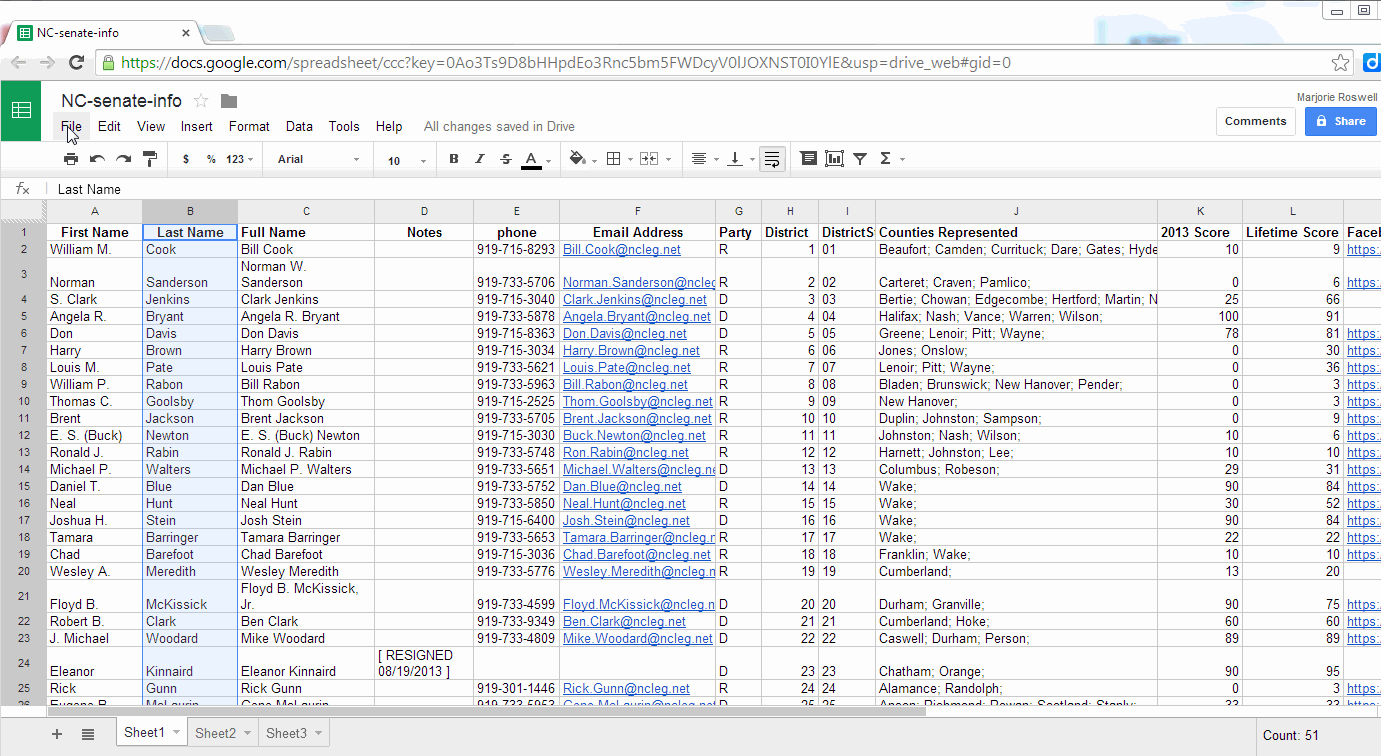 NC-senate-info ×
https://docs.google.com/spreadsheet/ccc?key=0Ao3Ts9D8bHHpdEo3Rnc5bm5FWDcyV0lJOXNST0I0YlE&usp=drive_web#gid=0
NC-senate-info
Marjorie Roswell
File Edit View Insert Format Data Tools Help All changes saved in Drive
Comments Share
$ % 123 Arial 10 B I S A Σ
fx Last Name
A B C D E F G H I J K L
1 First Name Last Name Full Name Notes phone Email Address Party District DistrictS Counties Represented 2013 Score Lifetime Score Faceb
2 William M. Cook Bill Cook 919-715-8293 Bill.Cook@ncleg.net R 1 01 Beaufort; Camden; Currituck; Dare; Gates; Hyde 10 9 https:
3 Norman Sanderson Norman W. Sanderson 919-733-5706 Norman.Sanderson@ncleg R 2 02 Carteret; Craven; Pamlico; 0 6 https:
4 S. Clark Jenkins Clark Jenkins 919-715-3040 Clark.Jenkins@ncleg.net D 3 03 Bertie; Chowan; Edgecombe; Hertford; Martin; N 25 66
5 Angela R. Bryant Angela R. Bryant 919-733-5878 Angela.Bryant@ncleg.net D 4 04 Halifax; Nash; Vance; Warren; Wilson; 100 91
6 Don Davis Don Davis 919-715-8363 Don.Davis@ncleg.net D 5 05 Greene; Lenoir; Pitt; Wayne; 78 81 https:
7 Harry Brown Harry Brown 919-715-3034 Harry.Brown@ncleg.net R 6 06 Jones; Onslow; 0 30 https:
8 Louis M. Pate Louis Pate 919-733-5621 Louis.Pate@ncleg.net R 7 07 Lenoir; Pitt; Wayne; 0 36 https:
9 William P. Rabon Bill Rabon 919-733-5963 Bill.Rabon@ncleg.net R 8 08 Bladen; Brunswick; New Hanover; Pender; 0 3 https:
10 Thomas C. Goolsby Thom Goolsby 919-715-2525 Thom.Goolsby@ncleg.net R 9 09 New Hanover; 0 3 https:
11 Brent Jackson Brent Jackson 919-733-5705 Brent.Jackson@ncleg.net R 10 10 Duplin; Johnston; Sampson; 0 9 https:
12 E. S. (Buck) Newton E. S. (Buck) Newton 919-715-3030 Buck.Newton@ncleg.net R 11 11 Johnston; Nash; Wilson; 10 6 https:
13 Ronald J. Rabin Ronald J. Rabin 919-733-5748 Ron.Rabin@ncleg.net R 12 12 Harnett; Johnston; Lee; 10 10 https:
14 Michael P. Walters Michael P. Walters 919-733-5651 Michael.Walters@ncleg.ne D 13 13 Columbus; Robeson; 29 31 https:
15 Daniel T. Blue Dan Blue 919-733-5752 Dan.Blue@ncleg.net D 14 14 Wake; 90 84 https:
16 Neal Hunt Neal Hunt 919-733-5850 Neal.Hunt@ncleg.net R 15 15 Wake; 30 52 https:
17 Joshua H. Stein Josh Stein 919-715-6400 Josh.Stein@ncleg.net D 16 16 Wake; 90 84 https:
18 Tamara Barringer Tamara Barringer 919-733-5653 Tamara.Barringer@ncleg.n R 17 17 Wake; 22 22 https:
19 Chad Barefoot Chad Barefoot 919-715-3036 Chad.Barefoot@ncleg.net R 18 18 Franklin; Wake; 10 10 https:
20 Wesley A. Meredith Wesley Meredith 919-733-5776 Wesley.Meredith@ncleg.net R 19 19 Cumberland; 13 20
21 Floyd B. McKissick Floyd B. McKissick, Jr. 919-733-4599 Floyd.McKissick@ncleg.n D 20 20 Durham; Granville; 90 75 https:
22 Robert B. Clark Ben Clark 919-733-9349 Ben.Clark@ncleg.net D 21 21 Cumberland; Hoke; 60 60 https:
23 J. Michael Woodard Mike Woodard 919-733-4809 Mike.Woodard@ncleg.net D 22 22 Caswell; Durham; Person; 89 89 https:
24 Eleanor Kinnaird Eleanor Kinnaird [ RESIGNED 08/19/2013 ] D 23 23 Chatham; Orange; 90 95
25 Rick Gunn Rick Gunn 919-301-1446 Rick.Gunn@ncleg.net R 24 24 Alamance; Randolph; 0 3 https:
26 Eugene B. McLaurin Gene McLaurin 919-733-5953 Gene.McLaurin@ncleg.net D 25 25 Anson; Richmond; Rowan; Scotland; Stanly; 33 33 https:
Sheet1 Sheet2 Sheet3 Count: 51